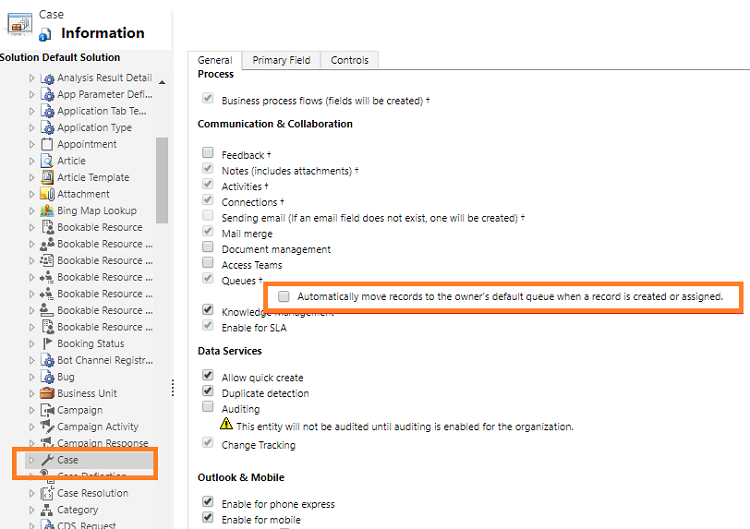 Case
Information
Solution Default Solution
Analysis Result Detail
App Parameter Defi...
Application Tab Te...
Application Type
Appointment
Article
Article Template
Attachment
Bing Map Lookup
Bookable Resource
Bookable Resource ...
Bookable Resource ...
Bookable Resource ...
Bookable Resource ...
Bookable Resource ...
Bookable Resource ...
Booking Status
Bot Channel Registr...
Bug
Business Unit
Campaign
Campaign Activity
Campaign Response
Case
Case Deflection
Case Resolution
Category
CDS_Request
General
Primary Field
Controls
Process
Business process flows (fields will be created) †
Communication & Collaboration
Feedback †
Notes (includes attachments) †
Activities †
Connections †
Sending email (If an email field does not exist, one will be created) †
Mail merge
Document management
Access Teams
Queues †
Automatically move records to the owner's default queue when a record is created or assigned.
Knowledge Management
Enable for SLA
Data Services
Allow quick create
Duplicate detection
Auditing
This entity will not be audited until auditing is enabled for the organization.
Change Tracking
Outlook & Mobile
Enable for phone express
Enable for mobile